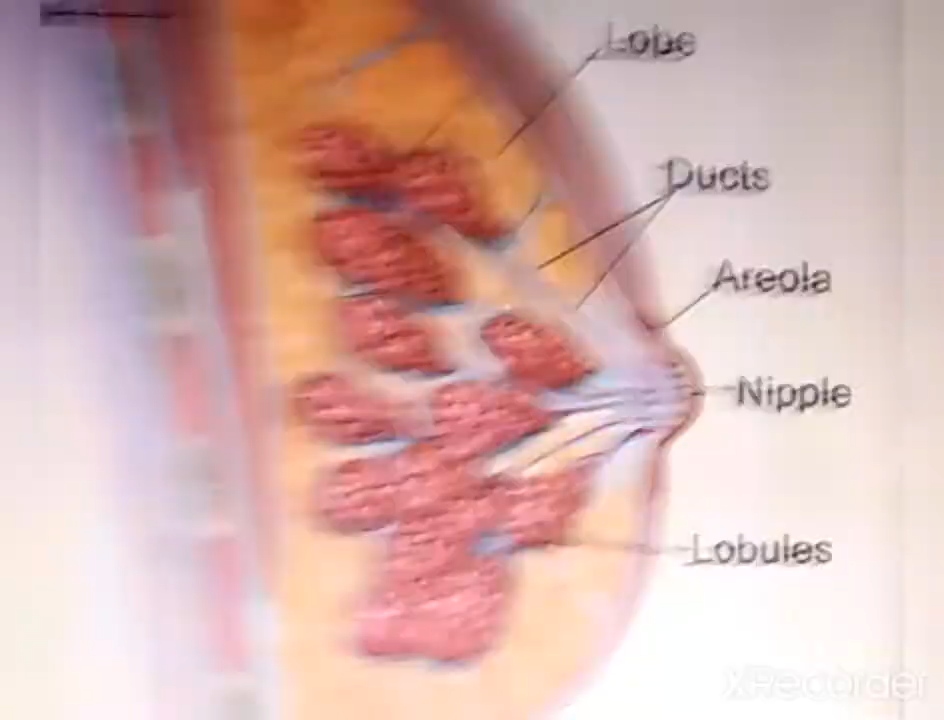 Lobe
Ducts
Areola
Nipple
Lobules
XRecorder